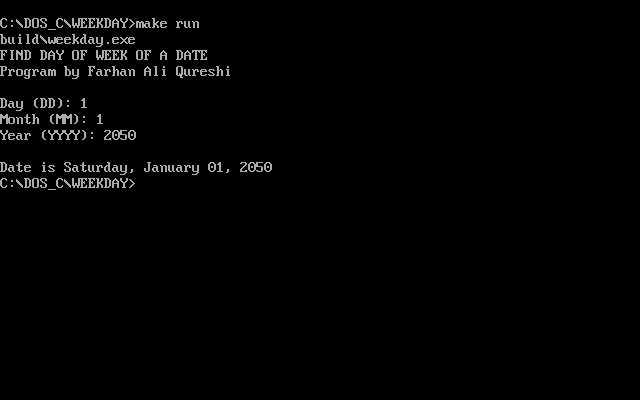 C:\DOS_C\WEEKDAY>make run
build\weekday.exe
FIND DAY OF WEEK OF A DATE
Program by Farhan Ali Qureshi
Day (DD): 1
Month (MM): 1
Year (YYYY): 2050
Date is Saturday, January 01, 2050
C:\DOS_C\WEEKDAY>